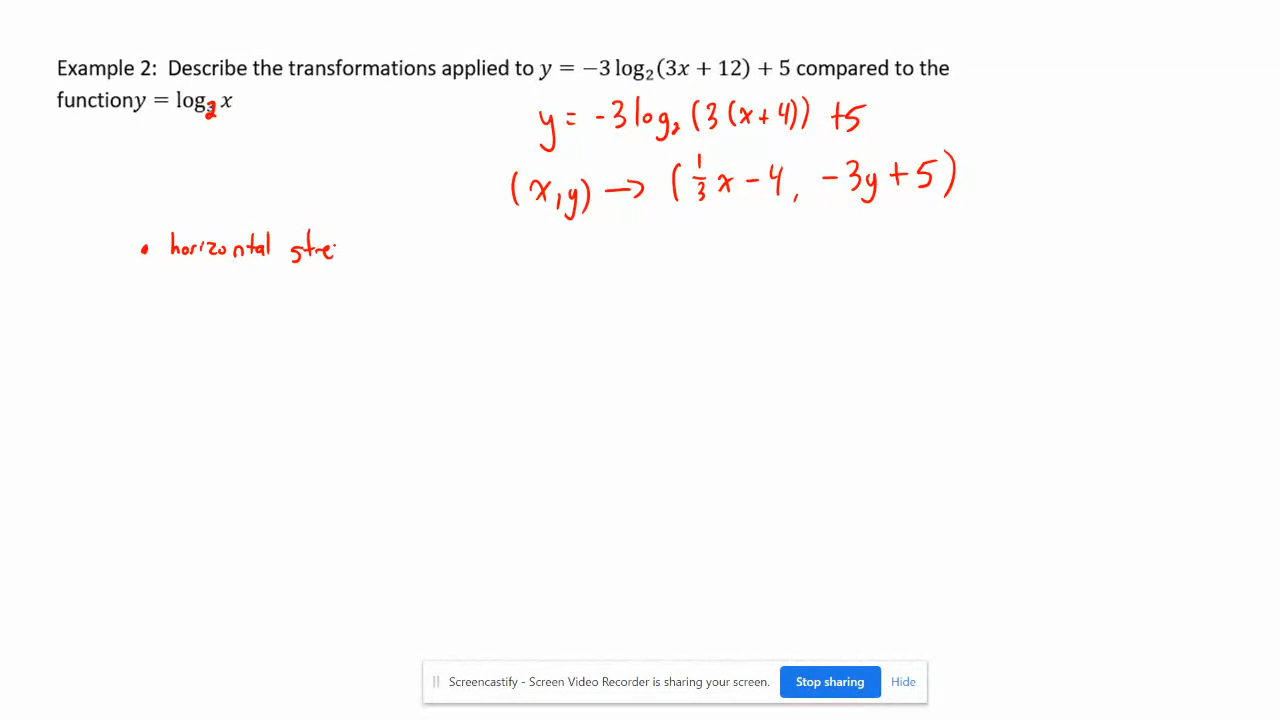 Example 2: Describe the transformations applied to y = −3 log₂(3x + 12) + 5 compared to the
functiony = log₂ x
y = -3log₂ (3(x+4)) +5
(x,y) → (1/3 x - 4, -3y + 5)
• horizontal stre
Screencastify - Screen Video Recorder is sharing your screen. Stop sharing Hide